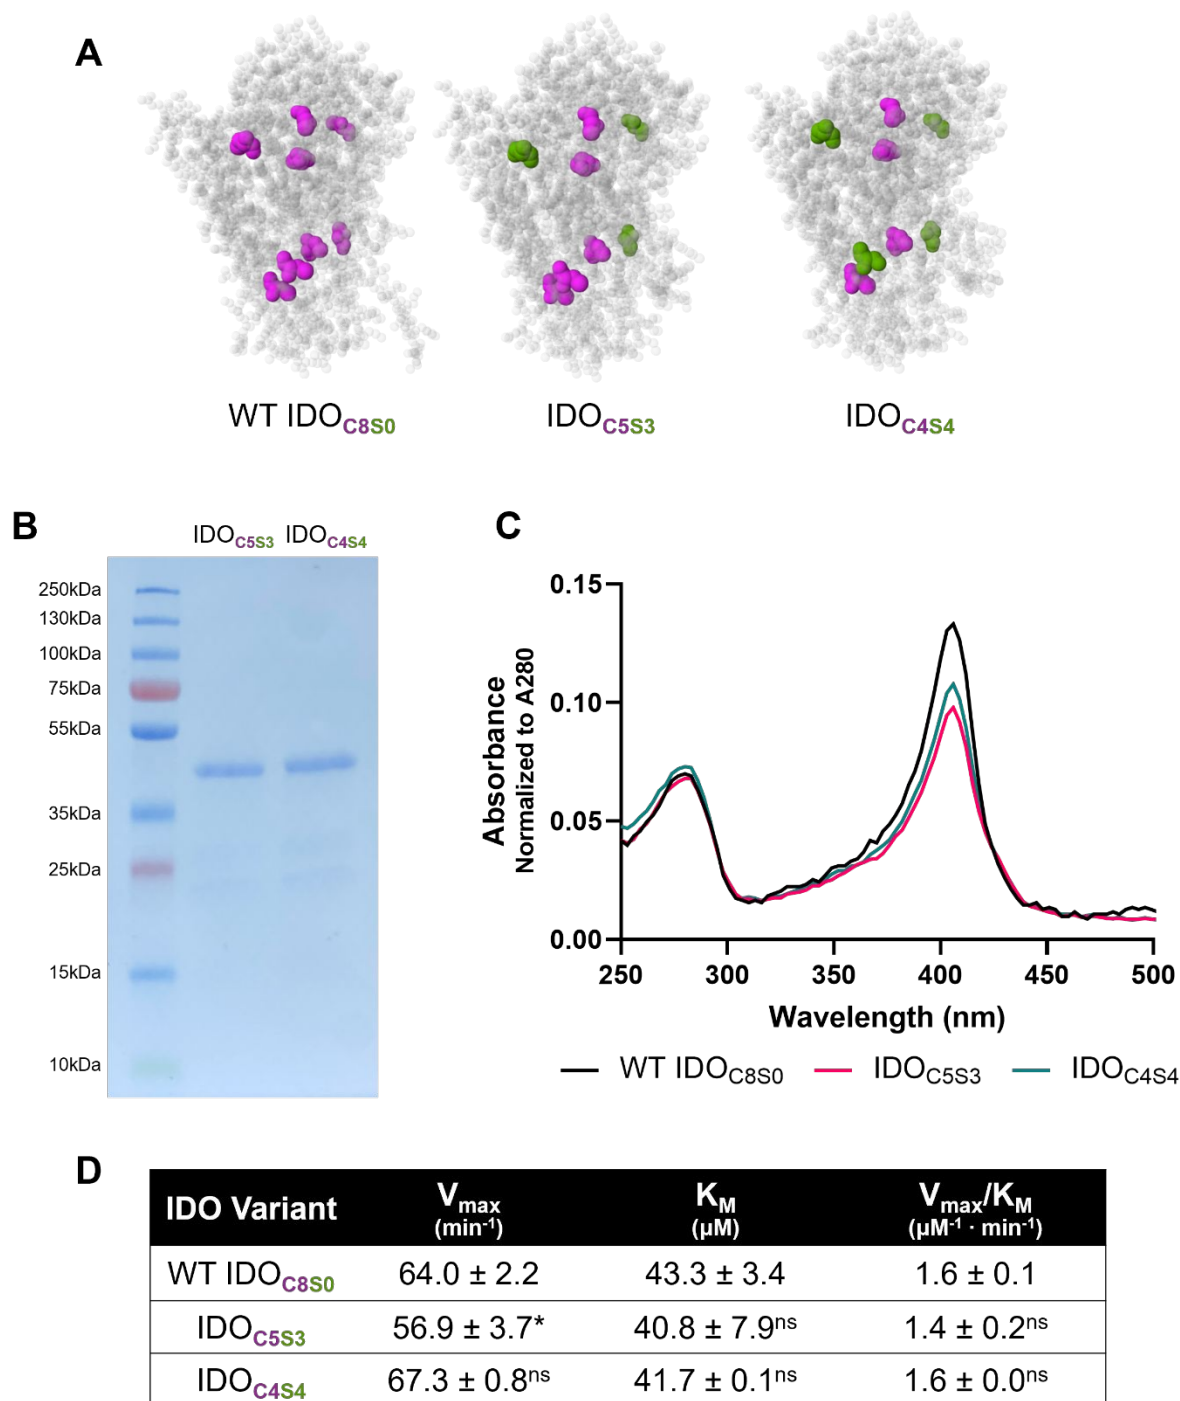 A
WT IDOC8S0
IDOC5S3
IDOC4S4
B
IDOC5S3 IDOC4S4
250kDa
130kDa
100kDa
75kDa
55kDa
35kDa
25kDa
15kDa
10kDa
C
Absorbance
Normalized to A280
0.15
0.10
0.05
0.00
250 300 350 400 450 500
Wavelength (nm)
WT IDOC8S0 IDOC5S3 IDOC4S4
D
IDO Variant Vmax (min⁻¹) KM (µM) Vmax/KM (µM⁻¹ · min⁻¹)
WT IDOC8S0 64.0 ± 2.2 43.3 ± 3.4 1.6 ± 0.1
IDOC5S3 56.9 ± 3.7* 40.8 ± 7.9ns 1.4 ± 0.2ns
IDOC4S4 67.3 ± 0.8ns 41.7 ± 0.1ns 1.6 ± 0.0ns